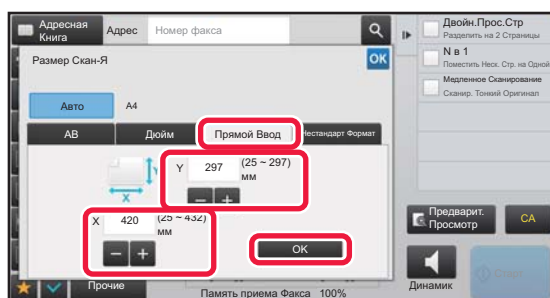 Адресная
Книга
Адрес
Номер факса
Размер Скан-Я
OK
Авто
A4
АВ
Дюйм
Прямой Ввод
Нестандарт Формат
Y
Y
297
(25 ~ 297)
мм
X
X
420
(25 ~ 432)
мм
OK
Прочие
Память приема Факса 100%
Двойн.Прос.Стр
Разделить на 2 Страницы
N в 1
Поместить Неск. Стр. на Одной
Медленное Сканирование
Сканир. Тонкий Оригинал
Предварит.
Просмотр
CA
Динамик
Старт